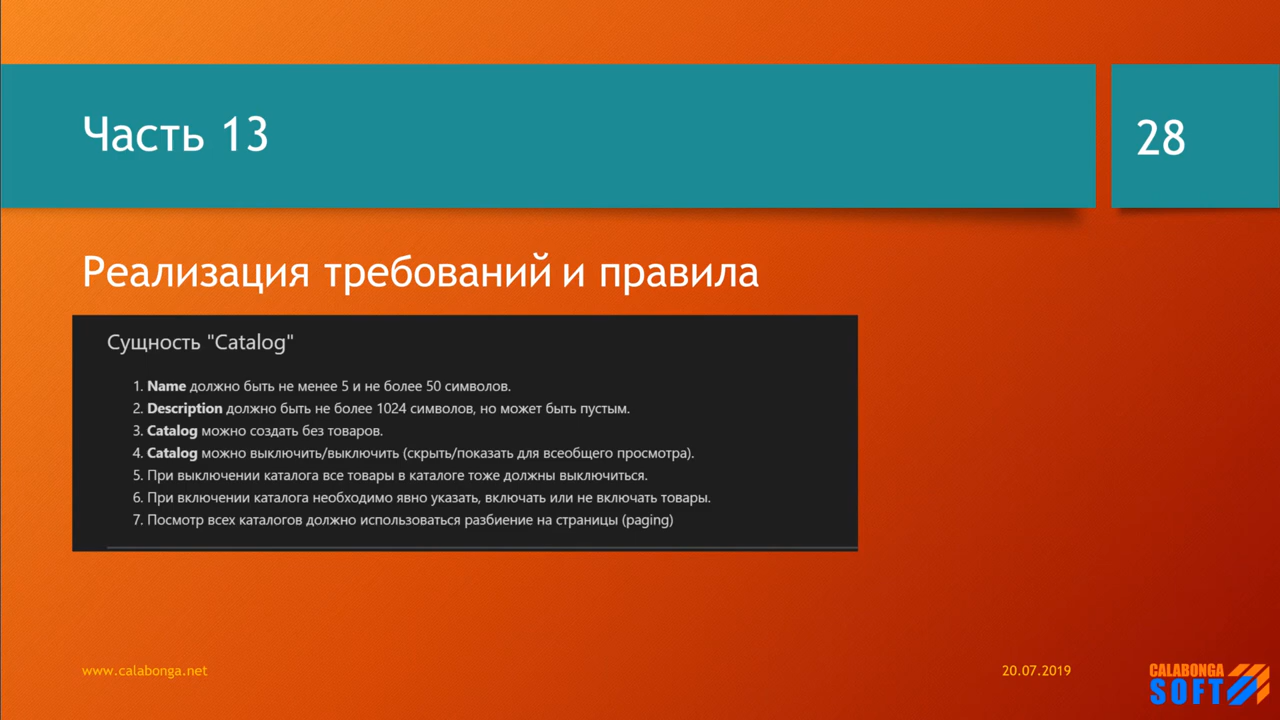 Часть 13
28
Реализация требований и правила
Сущность "Catalog"
1. Name должно быть не менее 5 и не более 50 символов.
2. Description должно быть не более 1024 символов, но может быть пустым.
3. Catalog можно создать без товаров.
4. Catalog можно выключить/выключить (скрыть/показать для всеобщего просмотра).
5. При выключении каталога все товары в каталоге тоже должны выключиться.
6. При включении каталога необходимо явно указать, включать или не включать товары.
7. Посмотр всех каталогов должно использоваться разбиение на страницы (paging)
www.calabonga.net
20.07.2019
CALABONGA
SOFT